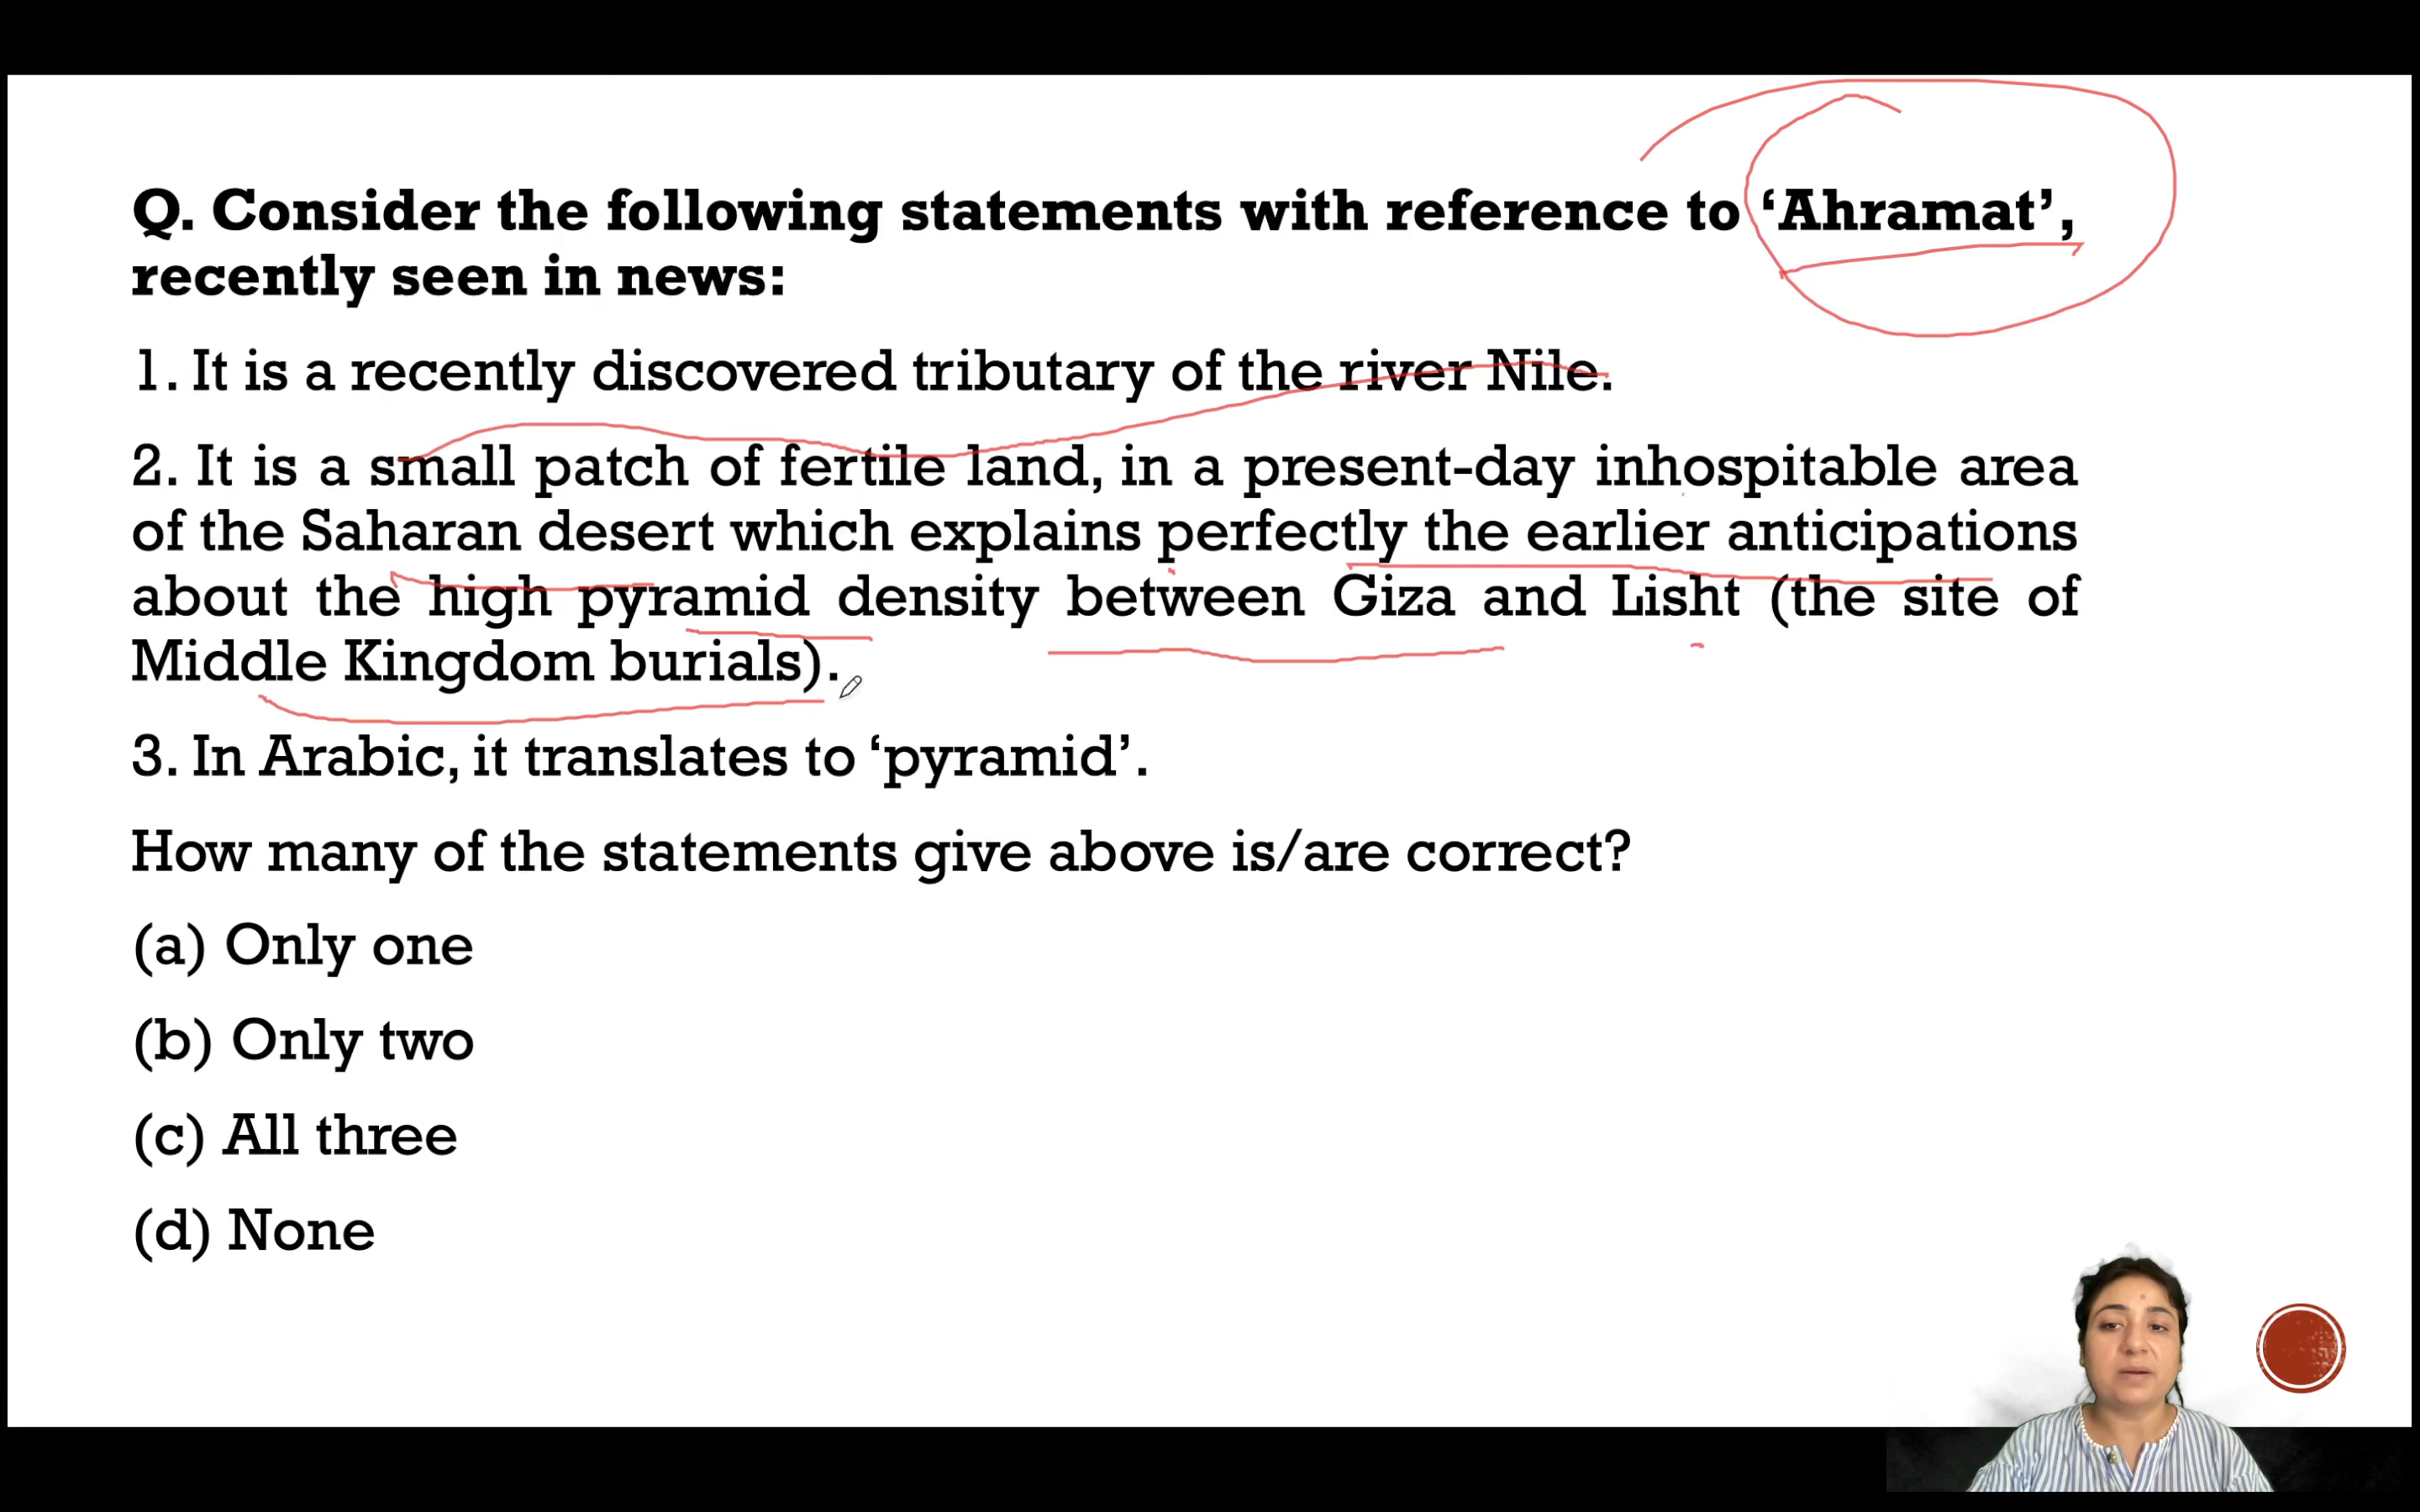 Q. Consider the following statements with reference to ‘Ahramat’,
recently seen in news:
1. It is a recently discovered tributary of the river Nile.
2. It is a small patch of fertile land, in a present-day inhospitable area
of the Saharan desert which explains perfectly the earlier anticipations
about the high pyramid density between Giza and Lisht (the site of
Middle Kingdom burials).
3. In Arabic, it translates to ‘pyramid’.
How many of the statements give above is/are correct?
(a) Only one
(b) Only two
(c) All three
(d) None